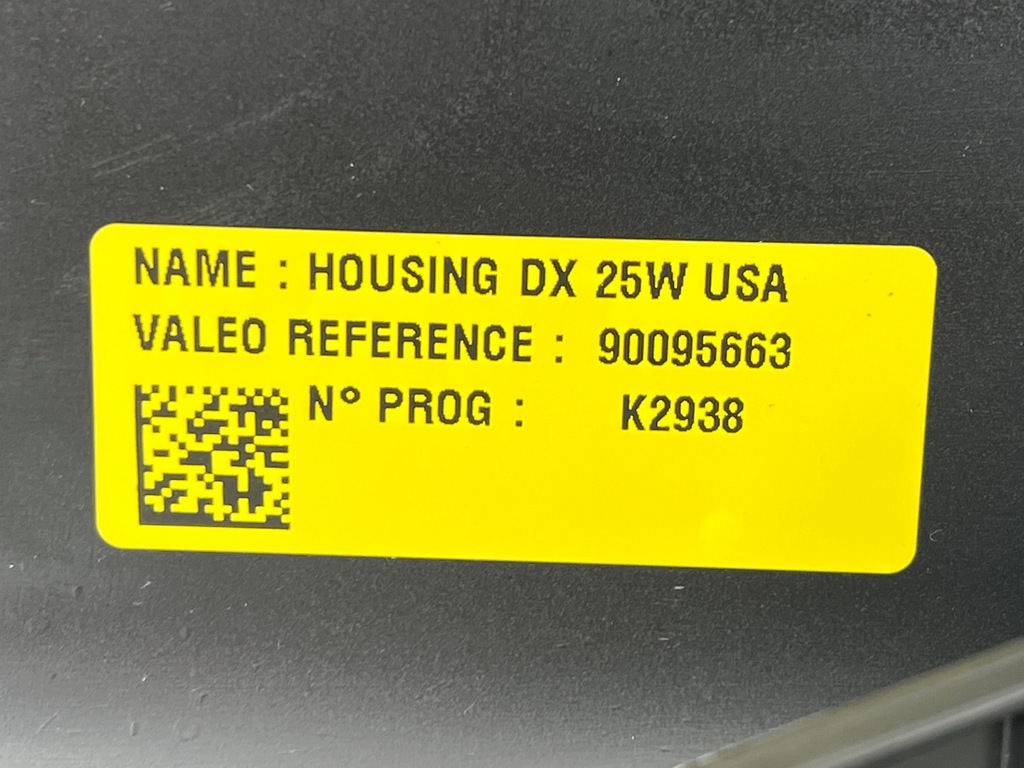 NAME : HOUSING DX 25W USA
VALEO REFERENCE : 90095663
N° PROG : K2938